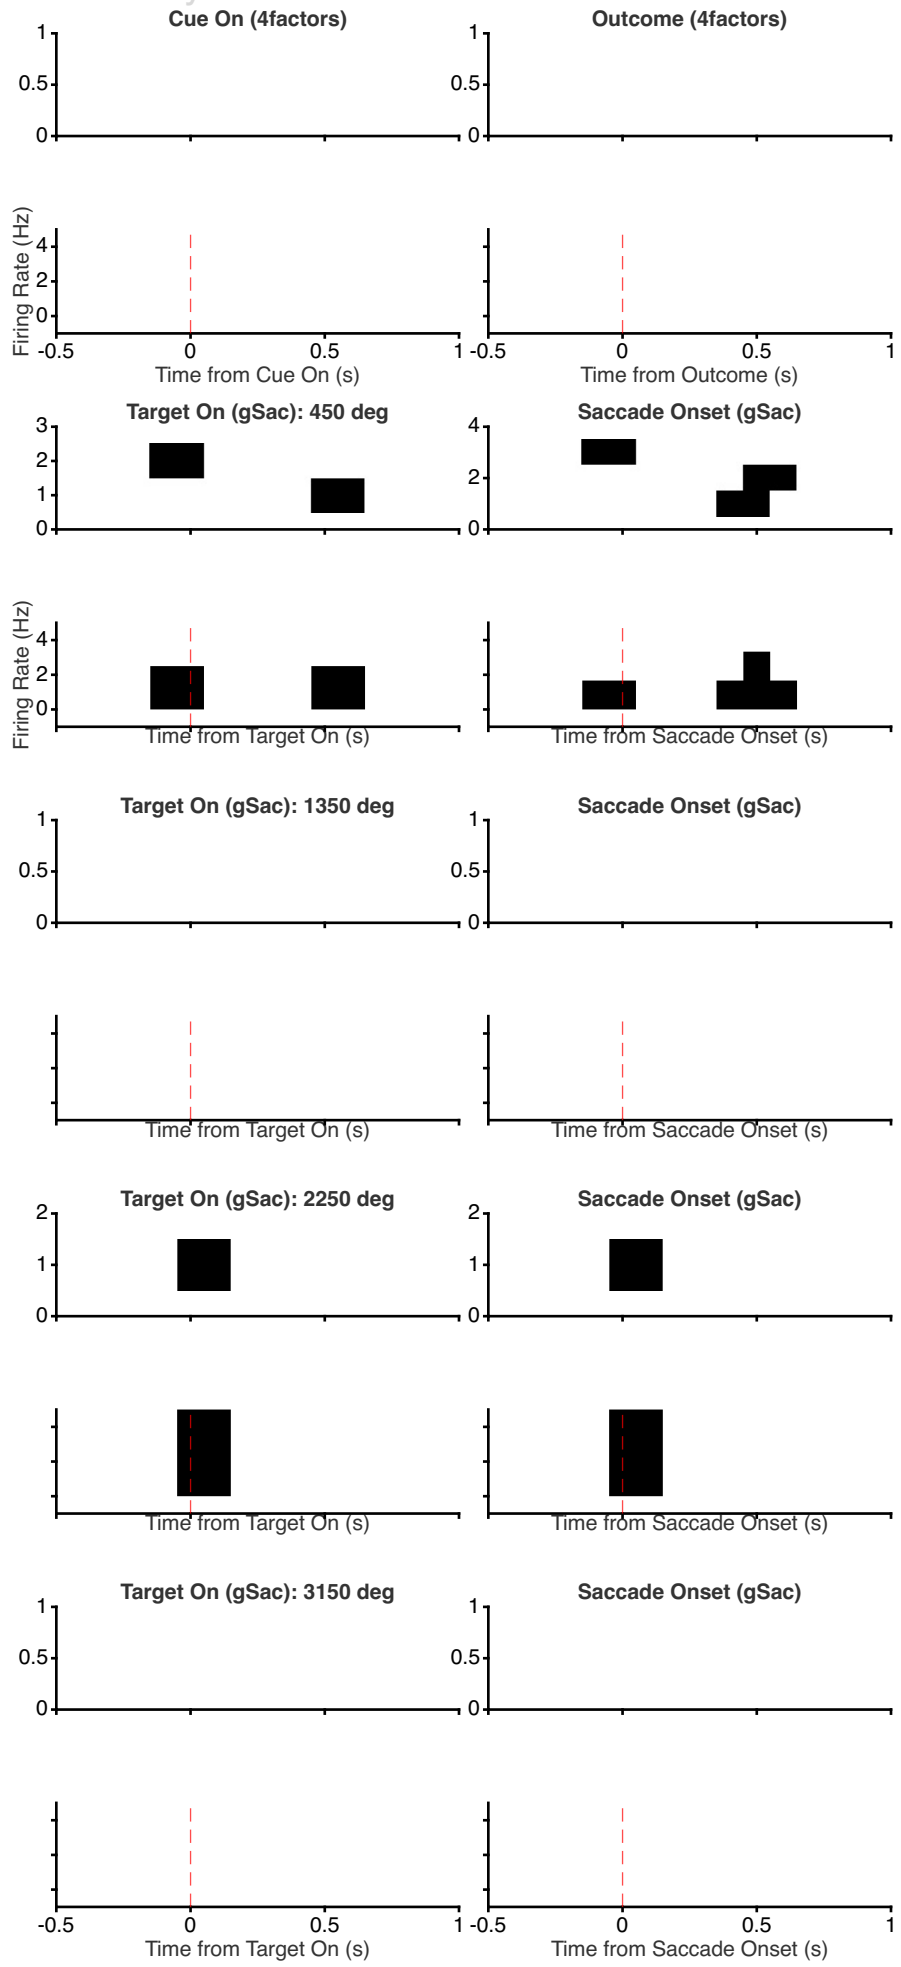 Cue On (4factors) Outcome (4factors)
1 1
0.5 0.5
0 0
Firing Rate (Hz)
4
2
0
-0.5 0 0.5 1 -0.5 0 0.5 1
Time from Cue On (s) Time from Outcome (s)
Target On (gSac): 450 deg Saccade Onset (gSac)
3 4
2 2
1
0 0
Firing Rate (Hz)
4
2
0
Time from Target On (s) Time from Saccade Onset (s)
Target On (gSac): 1350 deg Saccade Onset (gSac)
1 1
0.5 0.5
0 0
Time from Target On (s) Time from Saccade Onset (s)
Target On (gSac): 2250 deg Saccade Onset (gSac)
2 2
1 1
0 0
Time from Target On (s) Time from Saccade Onset (s)
Target On (gSac): 3150 deg Saccade Onset (gSac)
1 1
0.5 0.5
0 0
-0.5 0 0.5 1 -0.5 0 0.5 1
Time from Target On (s) Time from Saccade Onset (s)